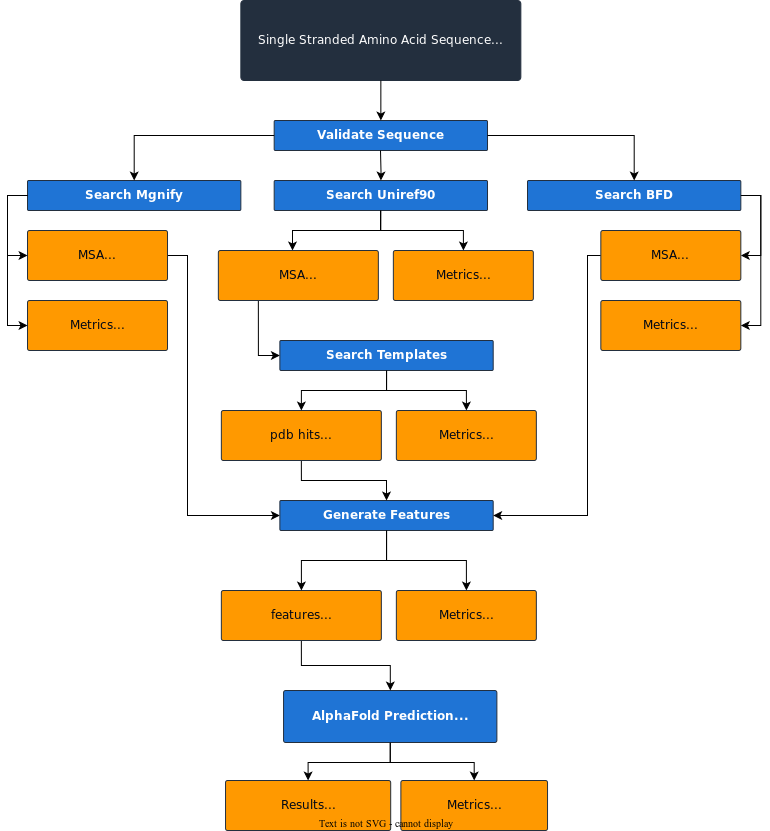 Single Stranded Amino Acid Sequence...
Validate Sequence
Search Mgnify
Search Uniref90
Search BFD
MSA...
MSA...
Metrics...
MSA...
Metrics...
Metrics...
Search Templates
pdb hits...
Metrics...
Generate Features
features...
Metrics...
AlphaFold Prediction...
Results...
Metrics...
Text is not SVG - cannot display